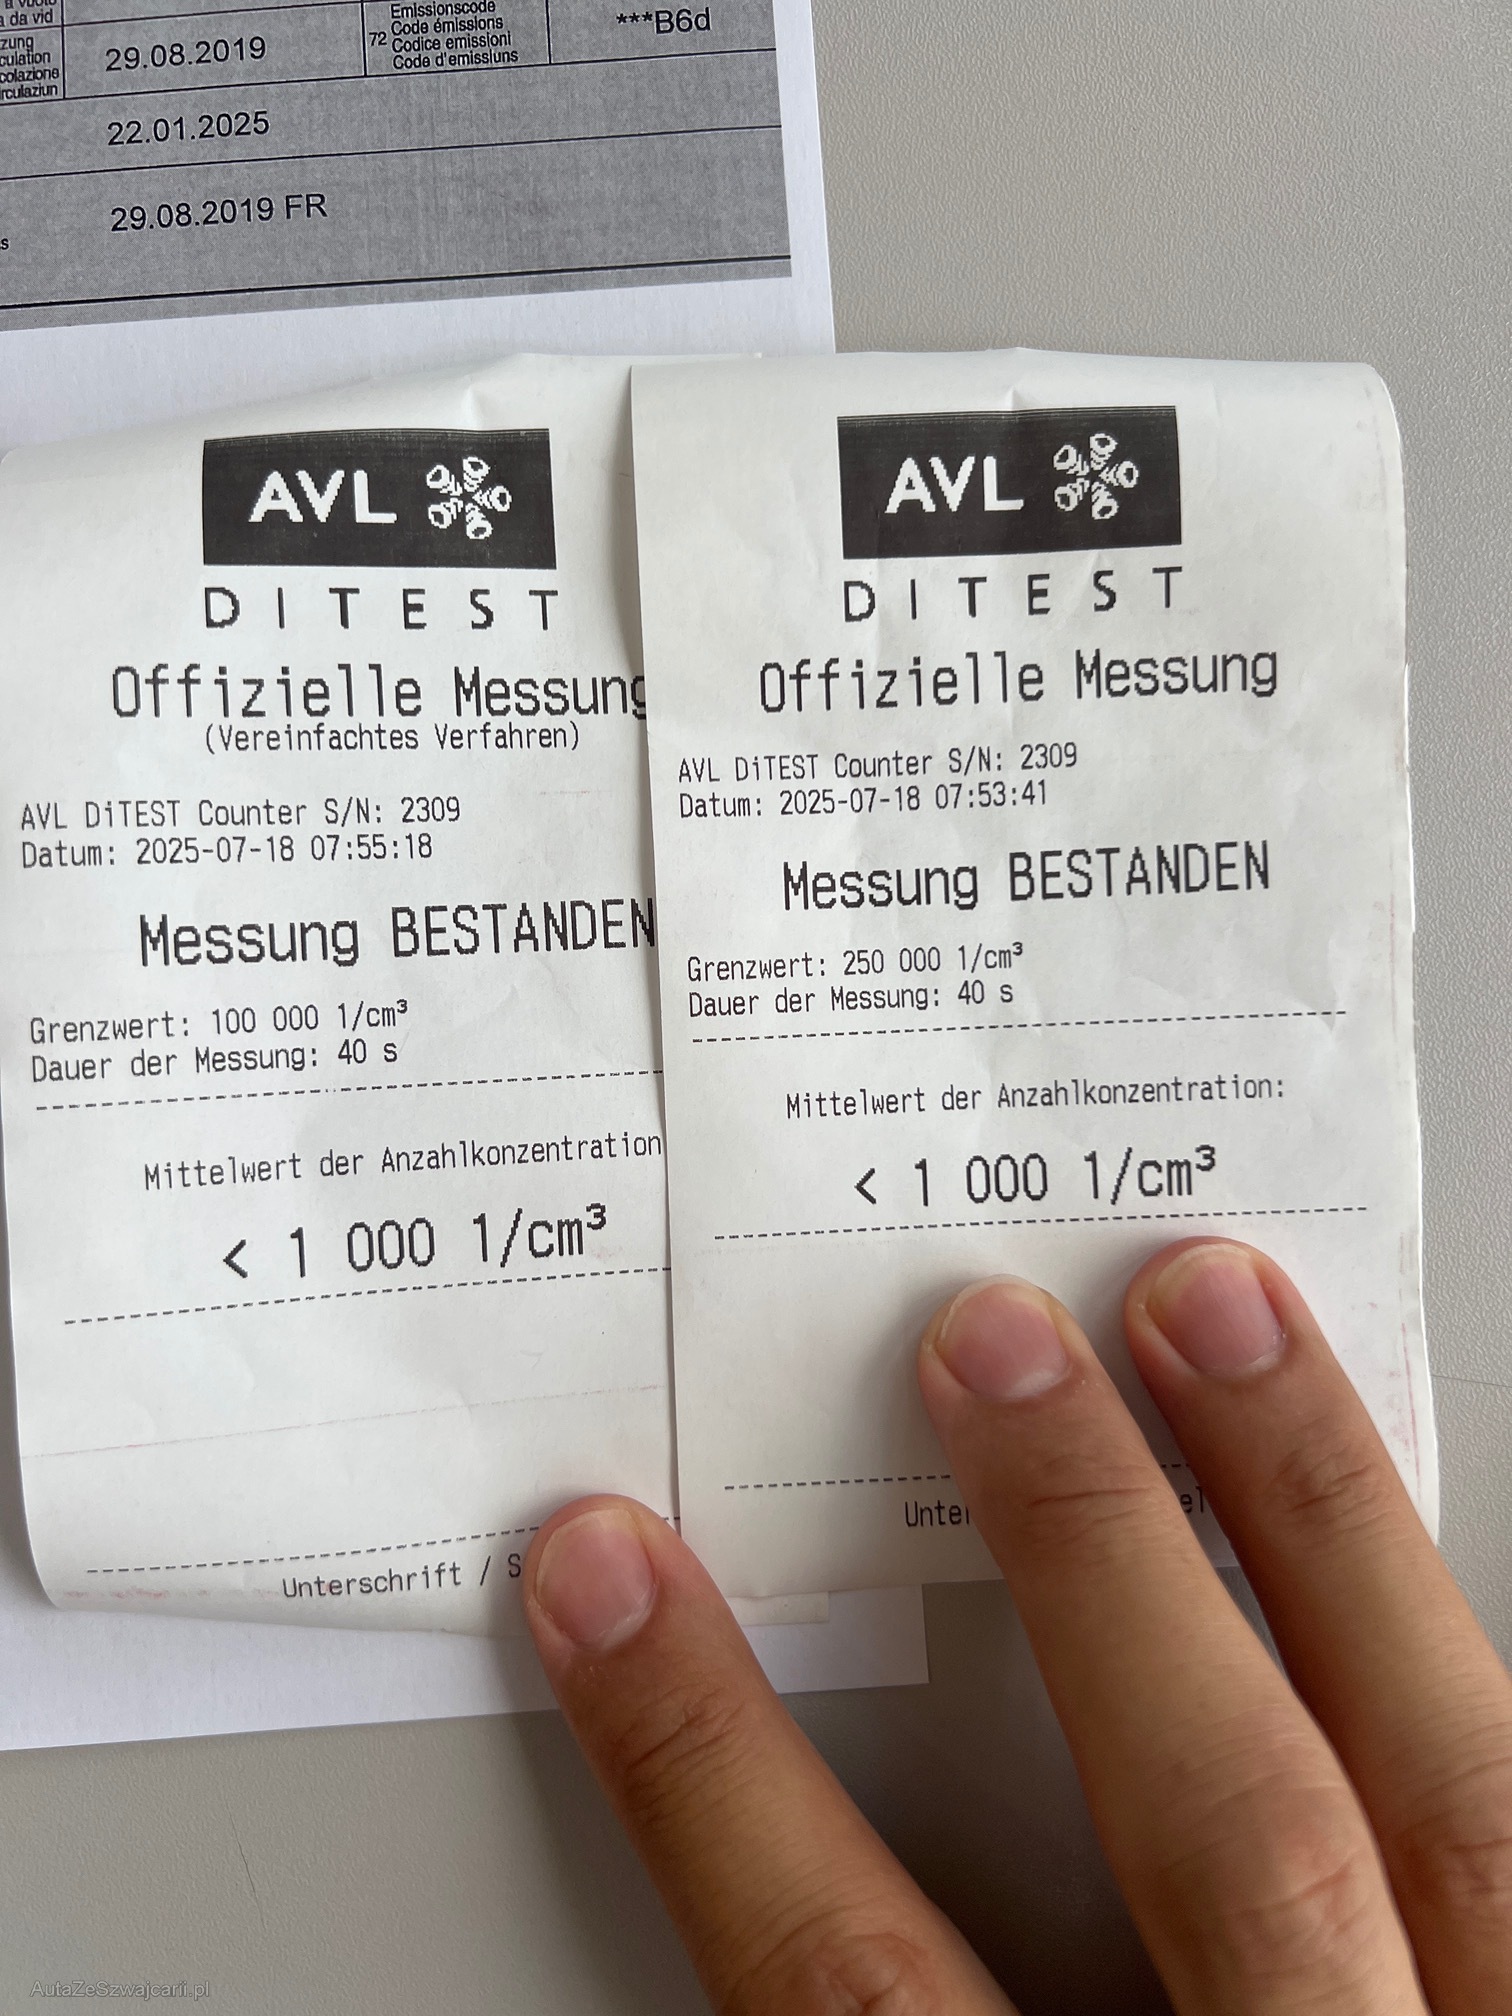 a vuoto
a da vid
zung
culation
colazione
rculaziun
29.08.2019
72
Emissionscode
Code émissions
Codice emissioni
Code d'emissiuns
***B6d
22.01.2025
29.08.2019 FR
s
AVL
DITEST
Offizielle Messung
(Vereinfachtes Verfahren)
AVL DiTEST Counter S/N: 2309
Datum: 2025-07-18 07:55:18
Messung BESTANDEN
Grenzwert: 100 000 1/cm³
Dauer der Messung: 40 s
Mittelwert der Anzahlkonzentration
< 1 000 1/cm³
Unterschrift / S
AVL
DITEST
Offizielle Messung
AVL DiTEST Counter S/N: 2309
Datum: 2025-07-18 07:53:41
Messung BESTANDEN
Grenzwert: 250 000 1/cm³
Dauer der Messung: 40 s
Mittelwert der Anzahlkonzentration:
< 1 000 1/cm³
Unter el
AutaZeSzwajcarii.pl